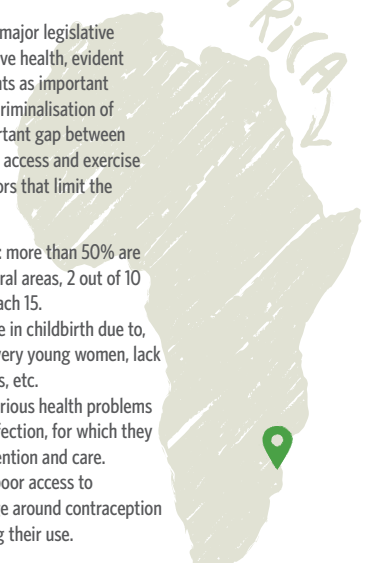 RICA
major legislative
ve health, evident
nts as important
riminalisation of
rtant gap between
access and exercise
ors that limit the
: more than 50% are
ral areas, 2 out of 10
ach 15.
e in childbirth due to,
very young women, lack
s, etc.
rious health problems
fection, for which they
ention and care.
poor access to
e around contraception
g their use.